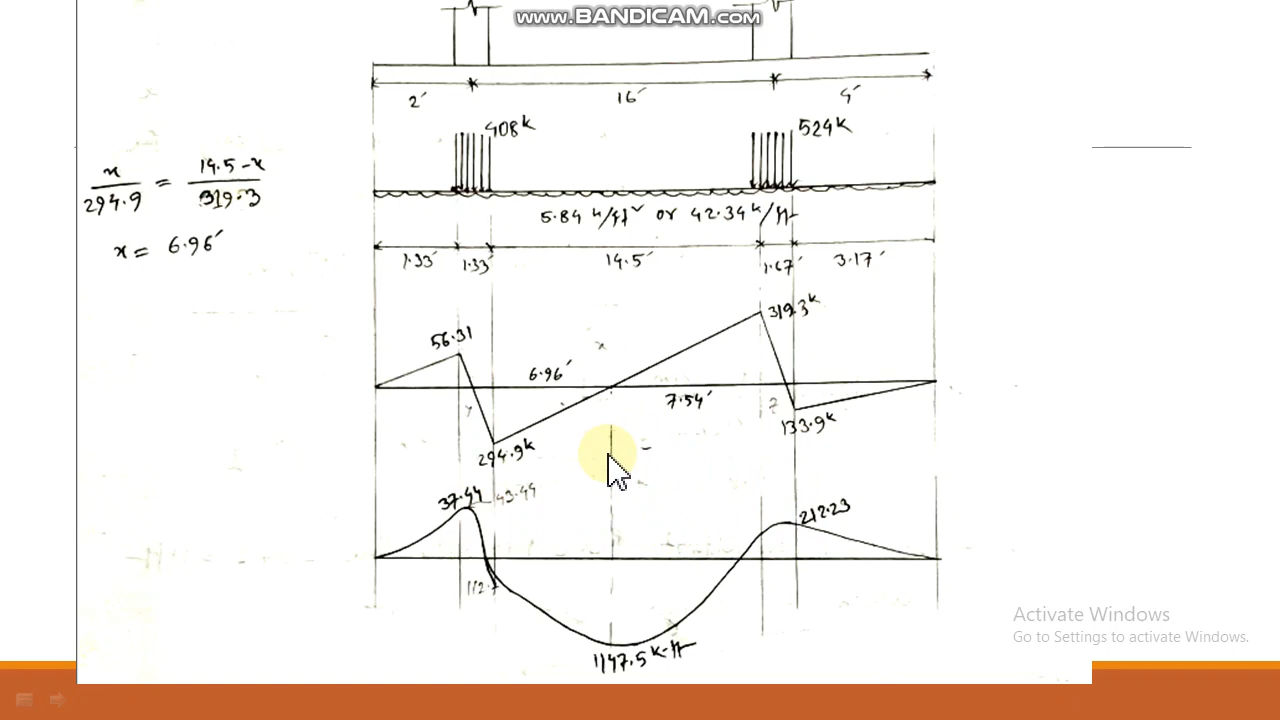 www.BANDICAM.com
2' 16' 4'
408k 524k
x/294.9 = 14.5-x/319.3
5.84 k/ft² or 42.34k/ft
x = 6.96'
1.33' 1.33' 14.5' 1.67' 3.17'
56.31 319.3k
6.96' 7.54'
294.9k 133.9k
37.44 43.44 212.23
1147.5 k-ft
Activate Windows
Go to Settings to activate Windows.